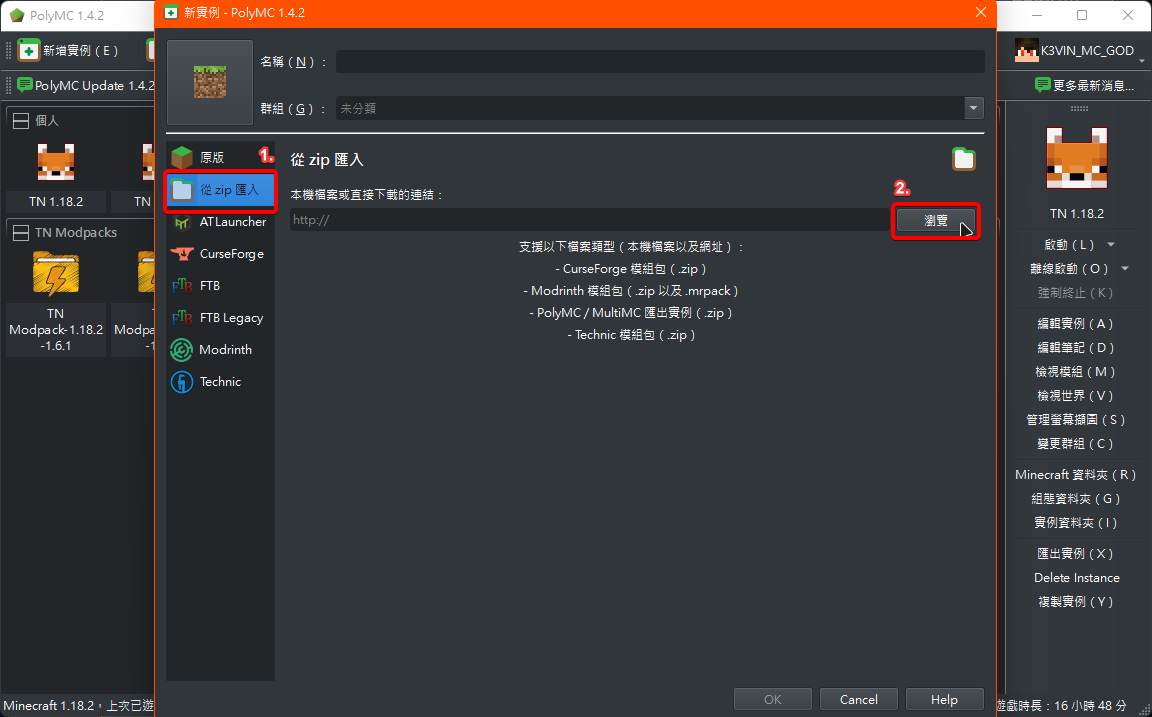 PolyMC 1.4.2
新增實例 ( E )
PolyMC Update 1.4.2
個人
TN 1.18.2
TN
TN Modpacks
TN
Modpack-1.18.2
-1.6.1
Minecraft 1.18.2，上次已遊
新實例 - PolyMC 1.4.2
名稱 ( N ) ：
群組 ( G ) ：
未分類
原版
1.
從 zip 匯入
ATLauncher
CurseForge
FTB
FTB Legacy
Modrinth
Technic
從 zip 匯入
本機檔案或直接下載的連結：
http://
2.
瀏覽
支援以下檔案類型 ( 本機檔案以及網址 ) ：
- CurseForge 模組包 ( .zip )
- Modrinth 模組包 ( .zip 以及 .mrpack )
- PolyMC / MultiMC 匯出實例 ( .zip )
- Technic 模組包 ( .zip )
OK
Cancel
Help
K3VIN_MC_GOD
更多最新消息...
TN 1.18.2
啟動 ( L )
離線啟動 ( O )
強制終止 ( K )
編輯實例 ( A )
編輯筆記 ( D )
檢視模組 ( M )
檢視世界 ( V )
管理螢幕擷圖 ( S )
變更群組 ( C )
Minecraft 資料夾 ( R )
組態資料夾 ( G )
實例資料夾 ( I )
匯出實例 ( X )
Delete Instance
複製實例 ( Y )
遊戲時長：16 小時 48 分